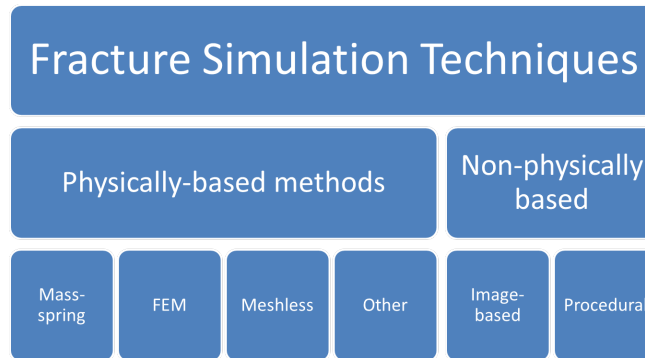 Fracture Simulation Techniques
Physically-based methods
Non-physically
based
Mass-
spring
FEM
Meshless
Other
Image-
based
Procedural